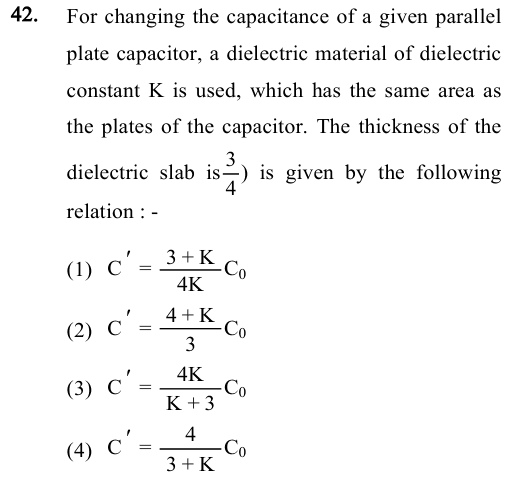 42. For changing the capacitance of a given parallel
plate capacitor, a dielectric material of dielectric
constant K is used, which has the same area as
the plates of the capacitor. The thickness of the
dielectric slab is 3/4) is given by the following
relation : -
(1) C′ = (3 + K)/(4K) C₀
(2) C′ = (4 + K)/3 C₀
(3) C′ = 4K/(K + 3) C₀
(4) C′ = 4/(3 + K) C₀